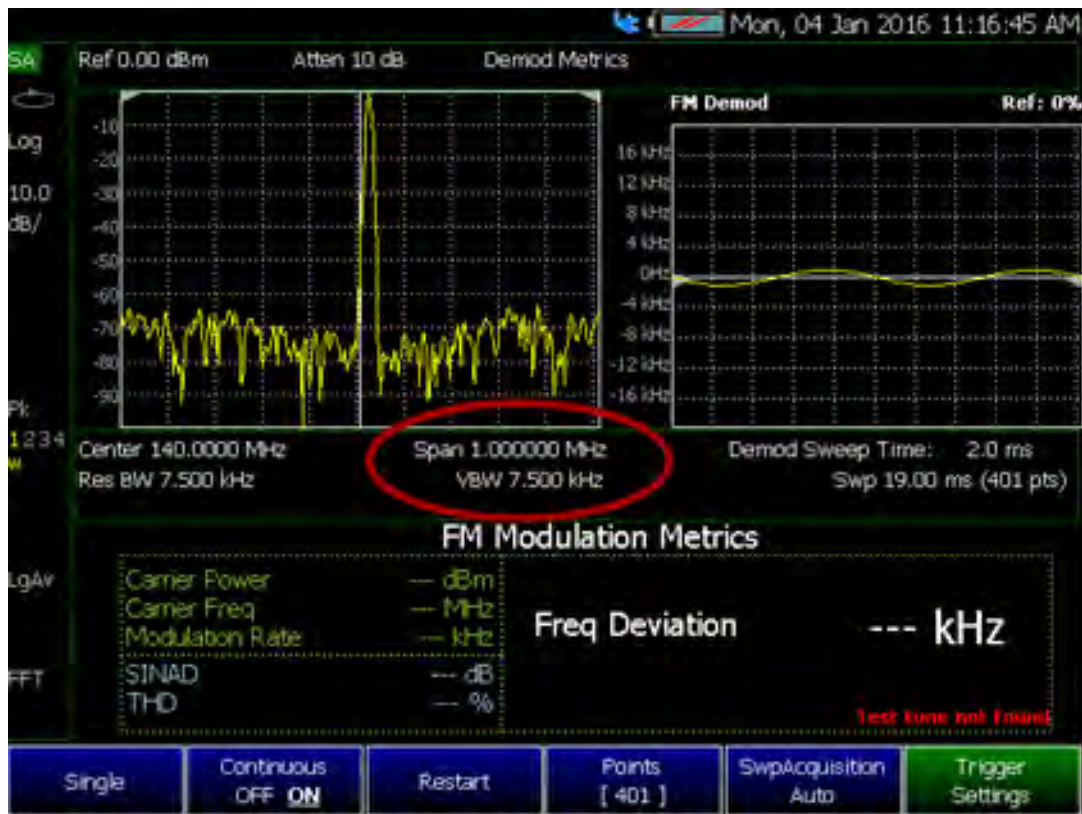 Mon, 04 Jan 2016 11:16:45 AM
SA
Ref 0.00 dBm Atten 10 dB Demod Metrics
FM Demod Ref: 0%
Log
10.0
dB/
-10
-20
-30
-40
-50
-60
-70
-80
-90
16 kHz
12 kHz
8 kHz
4 kHz
0Hz
-4 kHz
-8 kHz
-12 kHz
-16 kHz
Pk
1234
W
Center 140.0000 MHz Span 1.000000 MHz Demod Sweep Time: 2.0 ms
Res BW 7.500 kHz VBW 7.500 kHz Swp 19.00 ms (401 pts)
FM Modulation Metrics
LgAv
Carrier Power --- dBm
Carrier Freq --- MHz
Modulation Rate --- kHz
Freq Deviation --- kHz
FFT
SINAD --- dB
THD --- %
Test tone not found
Single
Continuous
OFF ON
Restart
Points
[ 401 ]
SwpAcquisition
Auto
Trigger
Settings